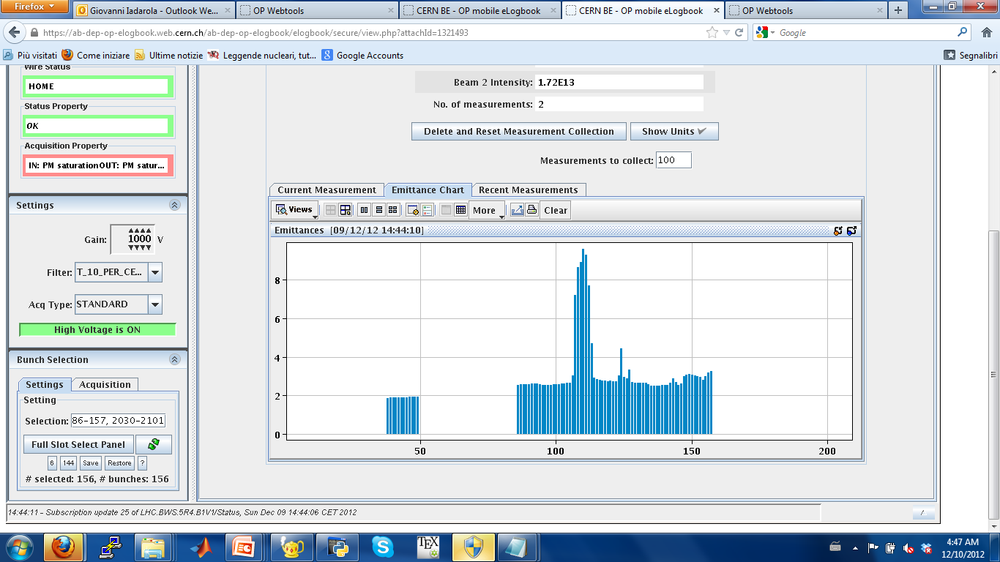 Firefox
Giovanni Iadarola - Outlook We...
OP Webtools
CERN BE - OP mobile eLogbook
CERN BE - OP mobile eLogbook
OP Webtools
https://ab-dep-op-elogbook.web.cern.ch/ab-dep-op-elogbook/elogbook/secure/view.php?attachId=1321493
Google
Più visitati
Come iniziare
Ultime notizie
Leggende nucleari, tut...
Google Accounts
Segnalibri
Wire Status
HOME
Status Property
OK
Acquisition Property
IN: PM saturationOUT: PM satur...
Settings
Gain: 1000 V
Filter: T_10_PER_CE...
Acq Type: STANDARD
High Voltage is ON
Bunch Selection
Settings
Acquisition
Setting
Selection: 86-157, 2030-2101
Full Slot Select Panel
6
144
Save
Restore
?
# selected: 156, # bunches: 156
Beam 2 Intensity: 1.72E13
No. of measurements: 2
Delete and Reset Measurement Collection
Show Units
Measurements to collect: 100
Current Measurement
Emittance Chart
Recent Measurements
Views
More
Clear
Emittances [09/12/12 14:44:10]
8
6
4
2
0
50
100
150
200
14:44:11 - Subscription update 25 of LHC.BWS.5R4.B1V1/Status, Sun Dec 09 14:44:06 CET 2012
TEX
4:47 AM
12/10/2012